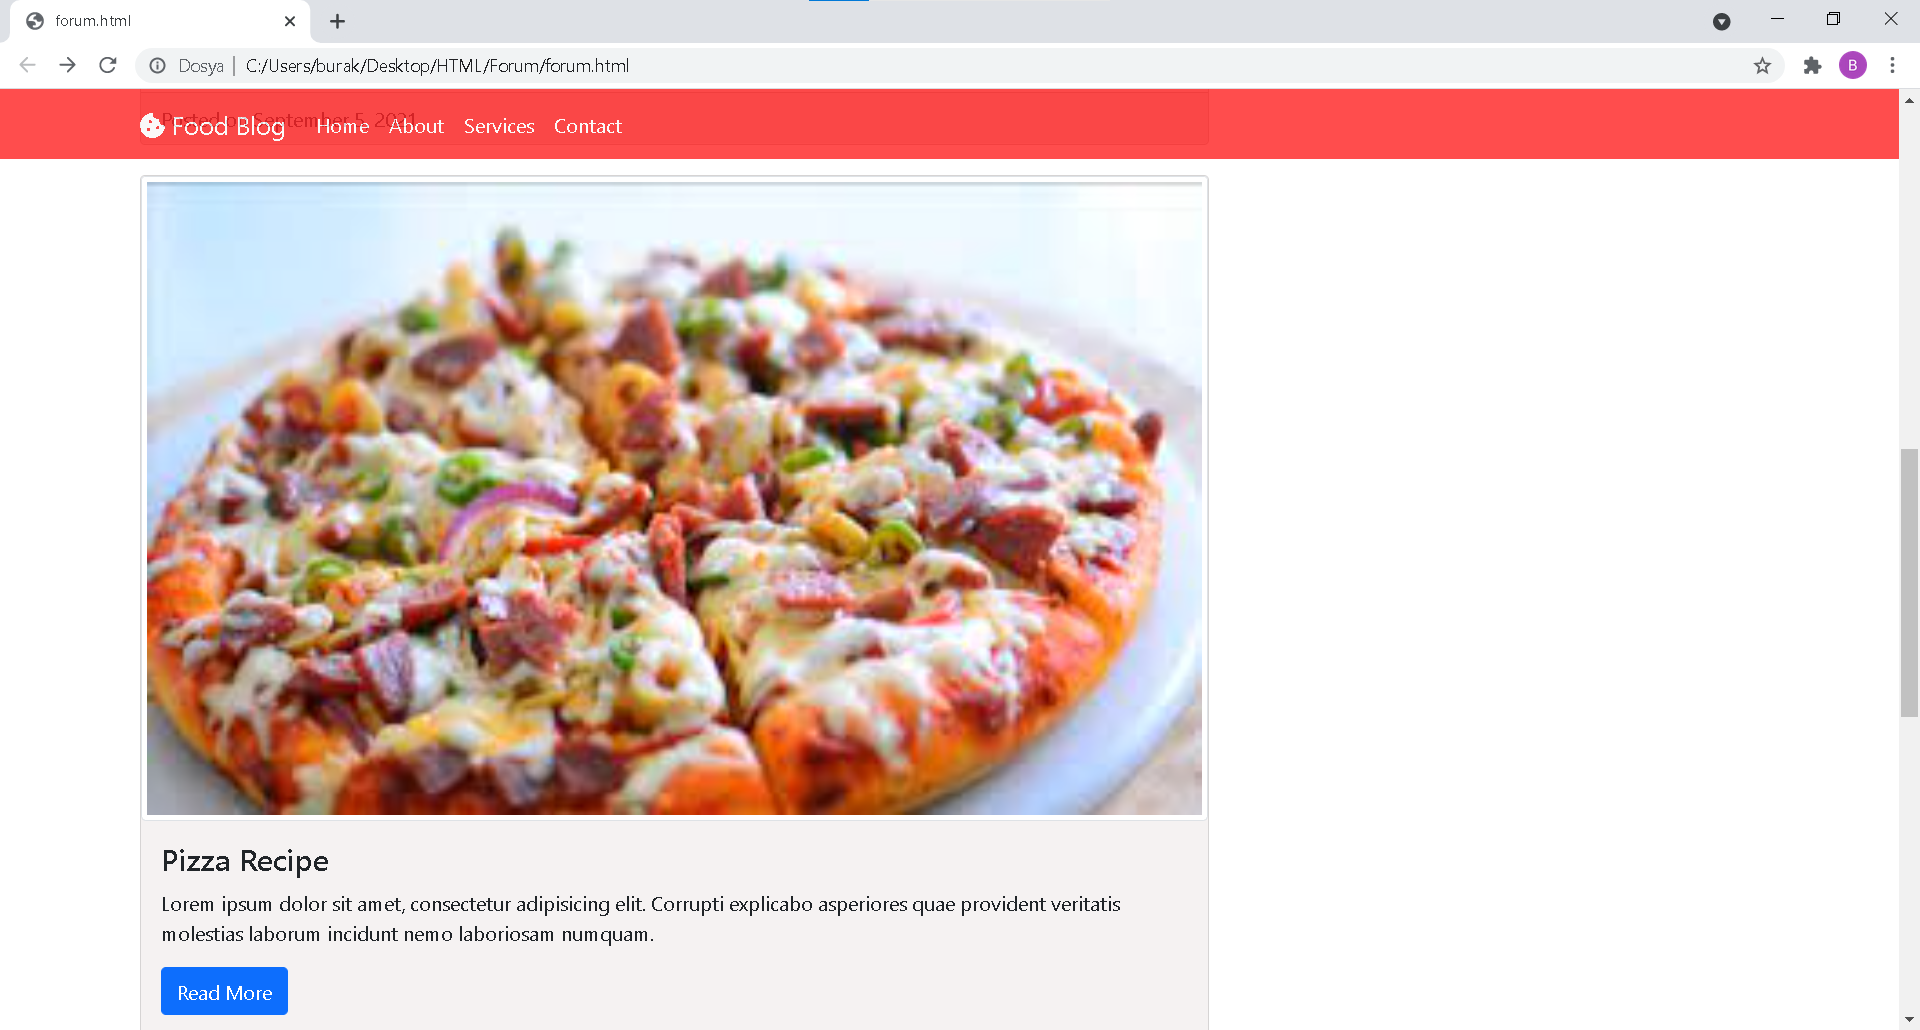 forum.html
Dosya | C:/Users/burak/Desktop/HTML/Forum/forum.html
B
Posted on September 5, 2021
Food Blog Home About Services Contact
Pizza Recipe
Lorem ipsum dolor sit amet, consectetur adipisicing elit. Corrupti explicabo asperiores quae provident veritatis
molestias laborum incidunt nemo laboriosam numquam.
Read More